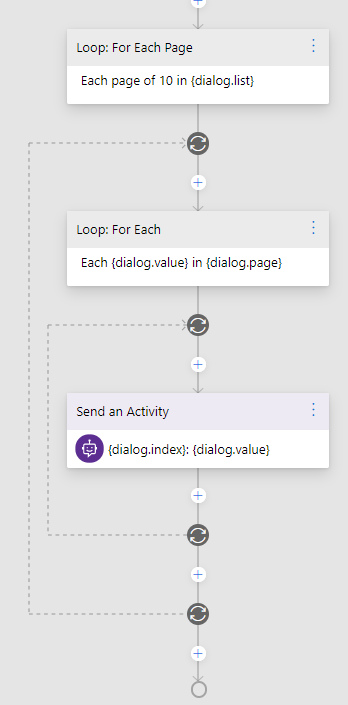 Loop: For Each Page
Each page of 10 in {dialog.list}
Loop: For Each
Each {dialog.value} in {dialog.page}
Send an Activity
{dialog.index}: {dialog.value}